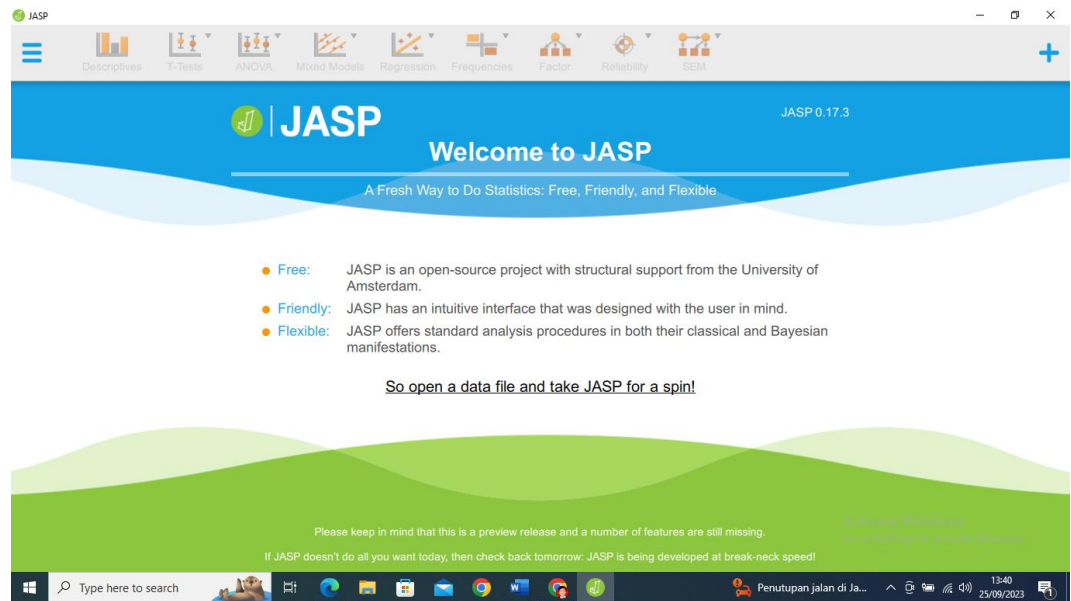 JASP
Descriptives T-Tests ANOVA Mixed Models Regression Frequencies Factor Reliability SEM
JASP
JASP 0.17.3
Welcome to JASP
A Fresh Way to Do Statistics: Free, Friendly, and Flexible
Free: JASP is an open-source project with structural support from the University of
Amsterdam.
Friendly: JASP has an intuitive interface that was designed with the user in mind.
Flexible: JASP offers standard analysis procedures in both their classical and Bayesian
manifestations.
So open a data file and take JASP for a spin!
Please keep in mind that this is a preview release and a number of features are still missing.
If JASP doesn't do all you want today, then check back tomorrow: JASP is being developed at break-neck speed!
Type here to search
Penutupan jalan di Ja...
13:40
25/09/2023